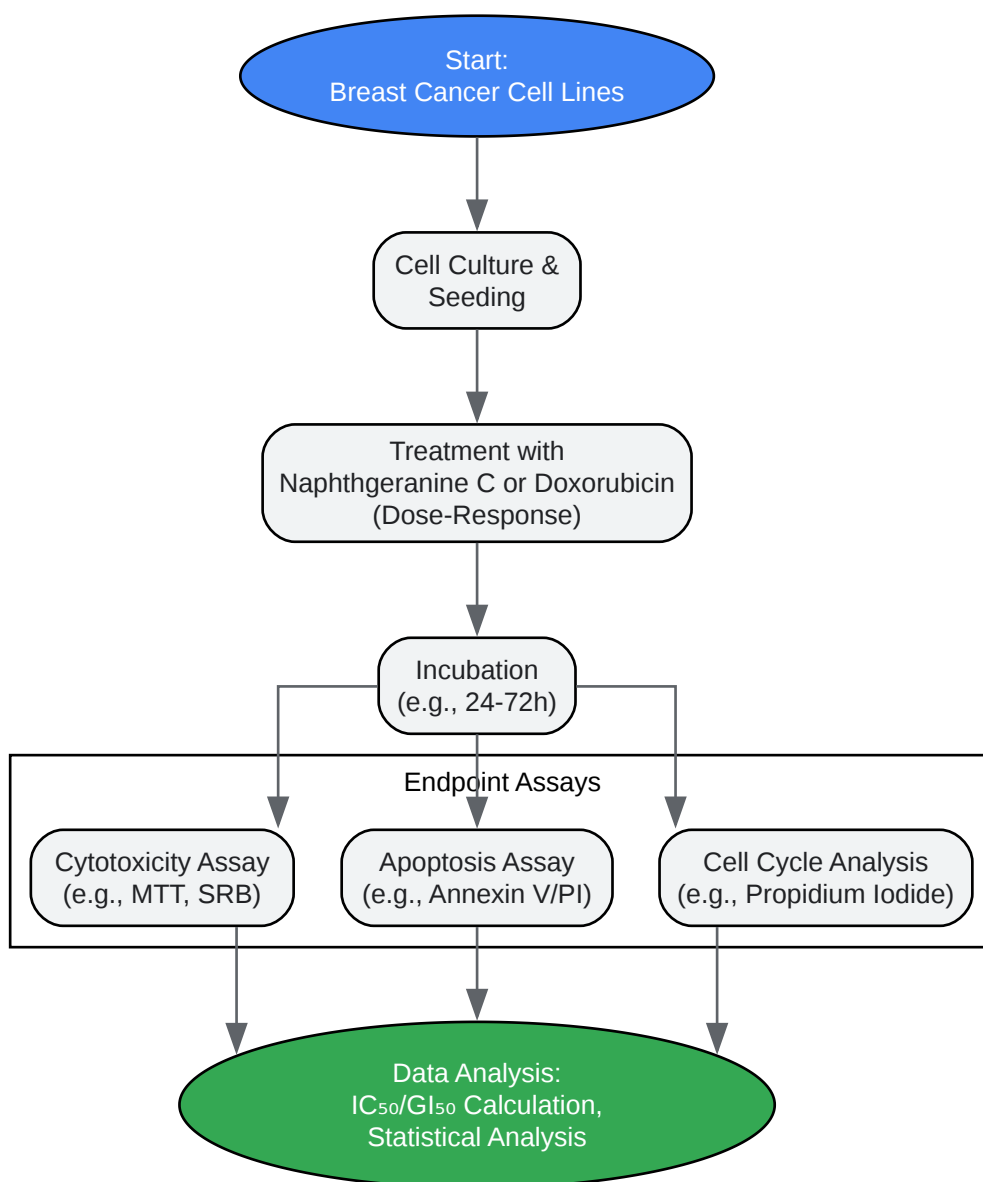 Start:
Breast Cancer Cell Lines
Cell Culture &
Seeding
Treatment with
Naphthgeranine C or Doxorubicin
(Dose-Response)
Incubation
(e.g., 24-72h)
Endpoint Assays
Cytotoxicity Assay
(e.g., MTT, SRB)
Apoptosis Assay
(e.g., Annexin V/PI)
Cell Cycle Analysis
(e.g., Propidium Iodide)
Data Analysis:
IC₅₀/GI₅₀ Calculation,
Statistical Analysis